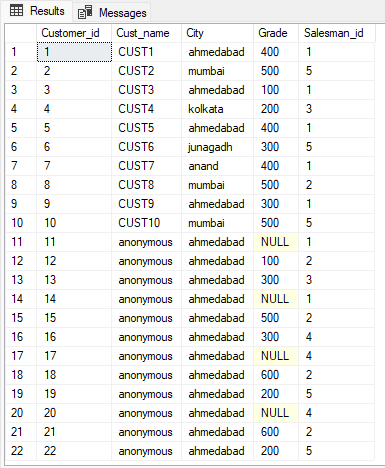 Results Messages
Customer_id Cust_name City Grade Salesman_id
1 1 CUST1 ahmedabad 400 1
2 2 CUST2 mumbai 500 5
3 3 CUST3 ahmedabad 100 1
4 4 CUST4 kolkata 200 3
5 5 CUST5 ahmedabad 400 1
6 6 CUST6 junagadh 300 5
7 7 CUST7 anand 400 1
8 8 CUST8 mumbai 500 2
9 9 CUST9 ahmedabad 300 1
10 10 CUST10 mumbai 500 5
11 11 anonymous ahmedabad NULL 1
12 12 anonymous ahmedabad 100 2
13 13 anonymous ahmedabad 300 3
14 14 anonymous ahmedabad NULL 1
15 15 anonymous ahmedabad 500 2
16 16 anonymous ahmedabad 300 4
17 17 anonymous ahmedabad NULL 4
18 18 anonymous ahmedabad 600 2
19 19 anonymous ahmedabad 200 5
20 20 anonymous ahmedabad NULL 4
21 21 anonymous ahmedabad 600 2
22 22 anonymous ahmedabad 200 5